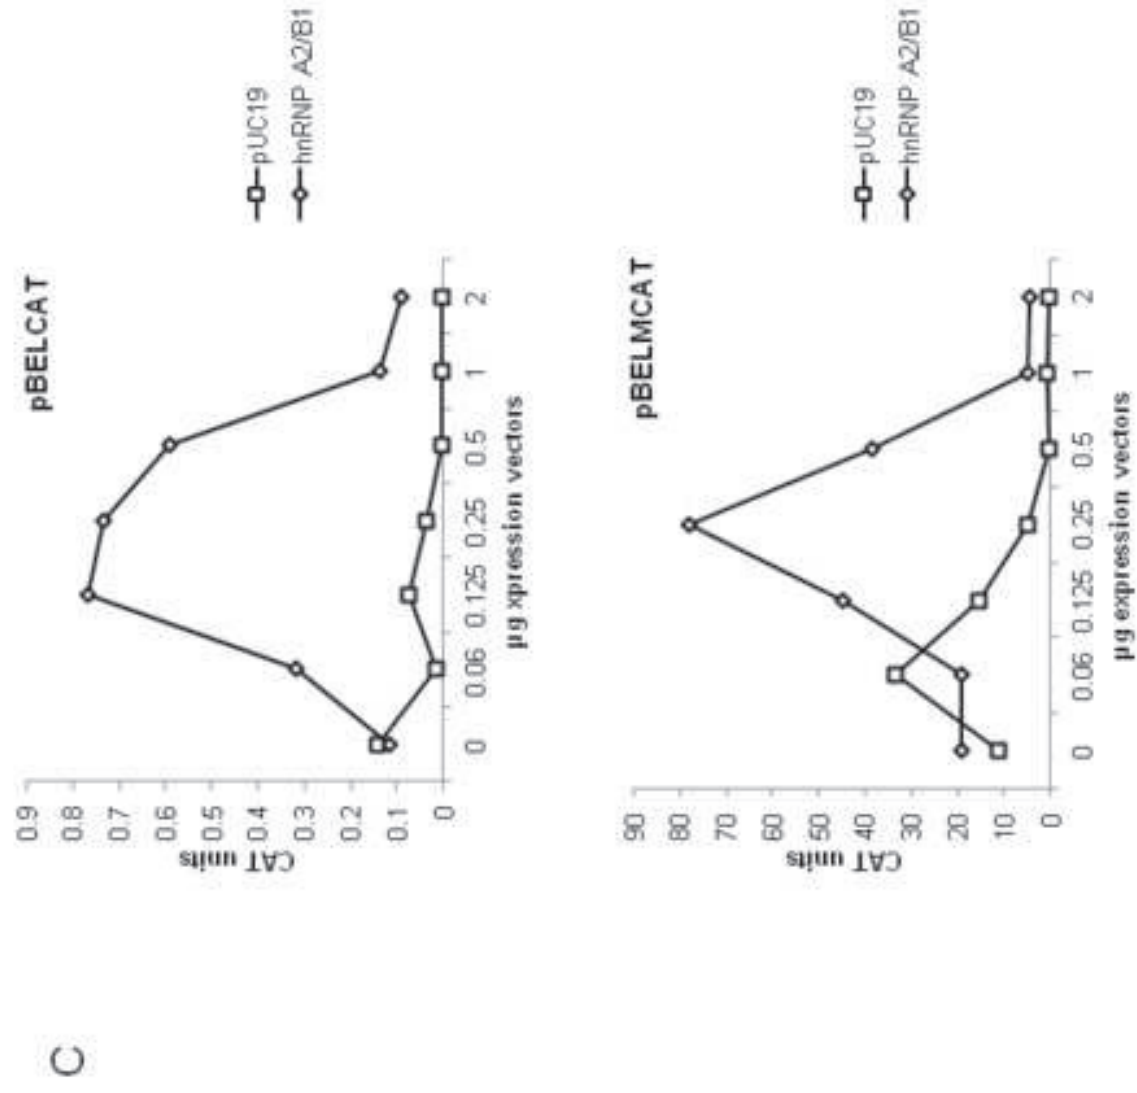 C
pBELCAT
CAT units
0.9
0.8
0.7
0.6
0.5
0.4
0.3
0.2
0.1
0
0 0.06 0.125 0.25 0.5 1 2
µg xpression vectors
pUC19
hnRNP A2/B1
pBELMCAT
CAT units
90
80
70
60
50
40
30
20
10
0
0 0.06 0.125 0.25 0.5 1 2
µg expression vectors
pUC19
hnRNP A2/B1